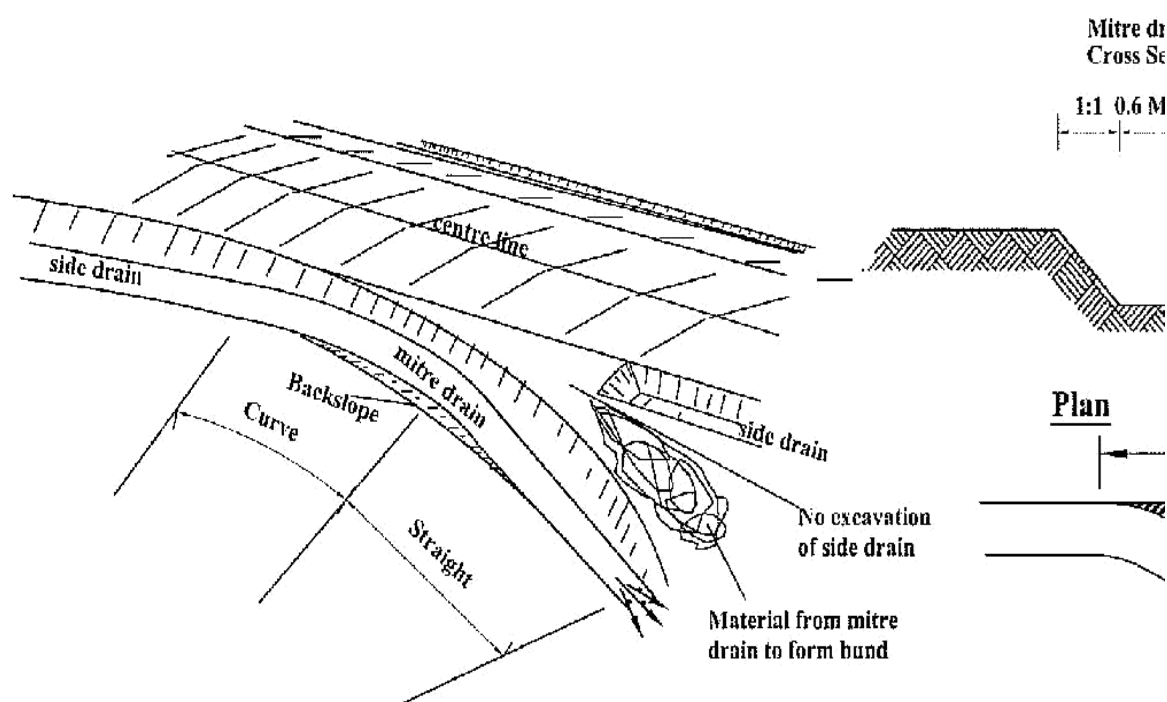 Mitre dr
Cross Se
1:1 0.6 M
centre line
side drain
mitre drain
Backslope
Curve
Straight
side drain
Plan
No excavation
of side drain
Material from mitre
drain to form bund